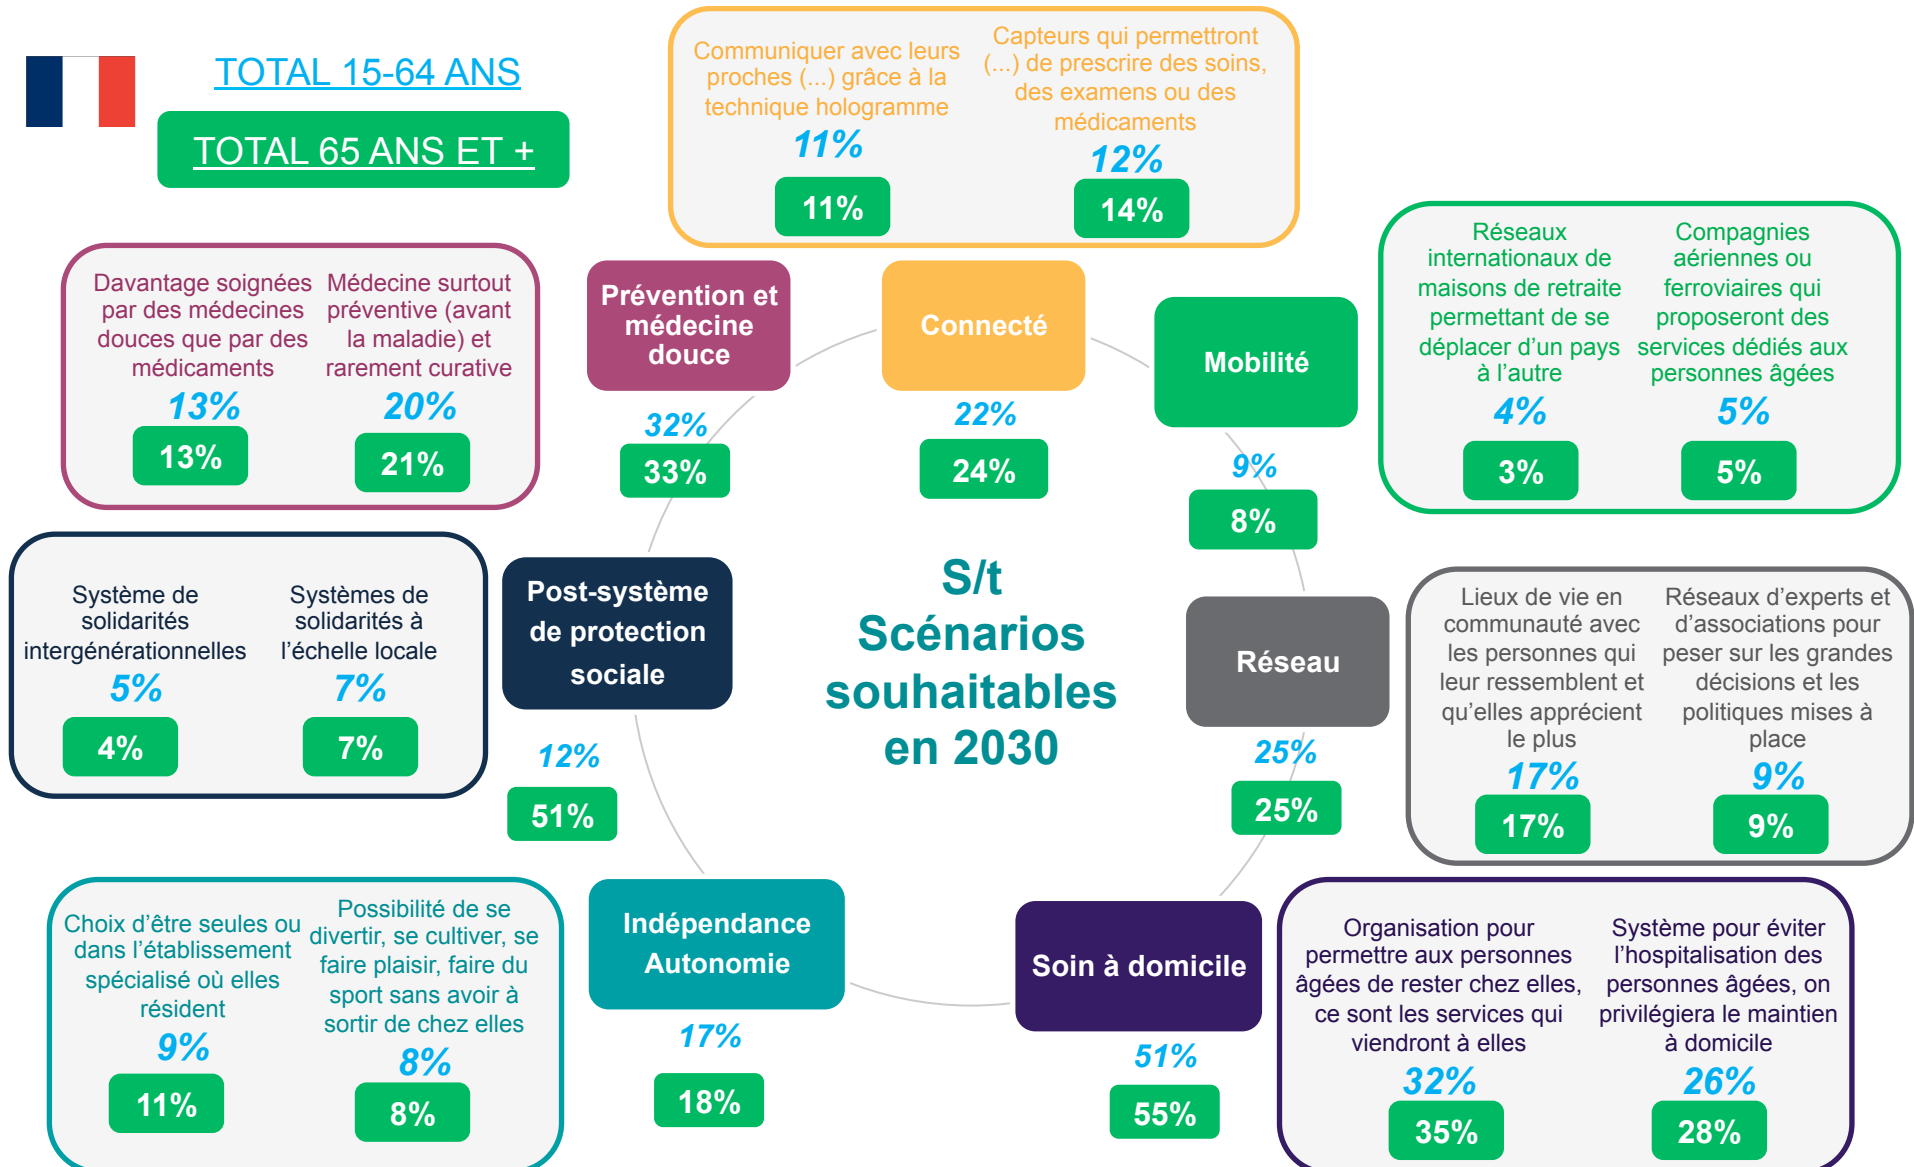 TOTAL 15-64 ANS
TOTAL 65 ANS ET +
Communiquer avec leurs
proches (...) grâce à la
technique hologramme
11%
11%
Capteurs qui permettront
(...) de prescrire des soins,
des examens ou des
médicaments
12%
14%
Davantage soignées
par des médecines
douces que par des
médicaments
13%
13%
Médecine surtout
préventive (avant
la maladie) et
rarement curative
20%
21%
Prévention et
médecine
douce
32%
33%
Connecté
22%
24%
Mobilité
9%
8%
Réseaux
internationaux de
maisons de retraite
permettant de se
déplacer d’un pays
à l’autre
4%
3%
Compagnies
aériennes ou
ferroviaires qui
proposeront des
services dédiés aux
personnes âgées
5%
5%
Système de
solidarités
intergénérationnelles
5%
4%
Systèmes de
solidarités à
l’échelle locale
7%
7%
Post-système
de protection
sociale
12%
51%
S/t
Scénarios
souhaitables
en 2030
Réseau
25%
25%
Lieux de vie en
communauté avec
les personnes qui
leur ressemblent et
qu’elles apprécient
le plus
17%
17%
Réseaux d’experts et
d’associations pour
peser sur les grandes
décisions et les
politiques mises à
place
9%
9%
Choix d’être seules ou
dans l’établissement
spécialisé où elles
résident
9%
11%
Possibilité de se
divertir, se cultiver, se
faire plaisir, faire du
sport sans avoir à
sortir de chez elles
8%
8%
Indépendance
Autonomie
17%
18%
Soin à domicile
51%
55%
Organisation pour
permettre aux personnes
âgées de rester chez elles,
ce sont les services qui
viendront à elles
32%
35%
Système pour éviter
l’hospitalisation des
personnes âgées, on
privilégiera le maintien
à domicile
26%
28%